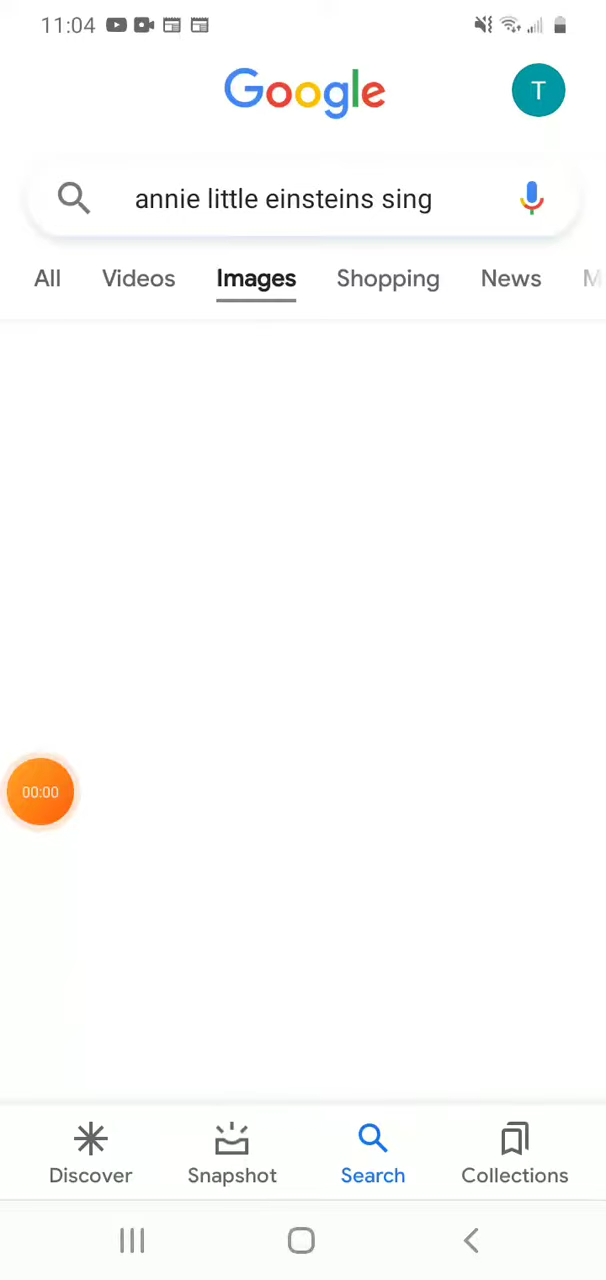 11:04
Google
T
annie little einsteins sing
All Videos Images Shopping News M
00:00
Discover Snapshot Search Collections